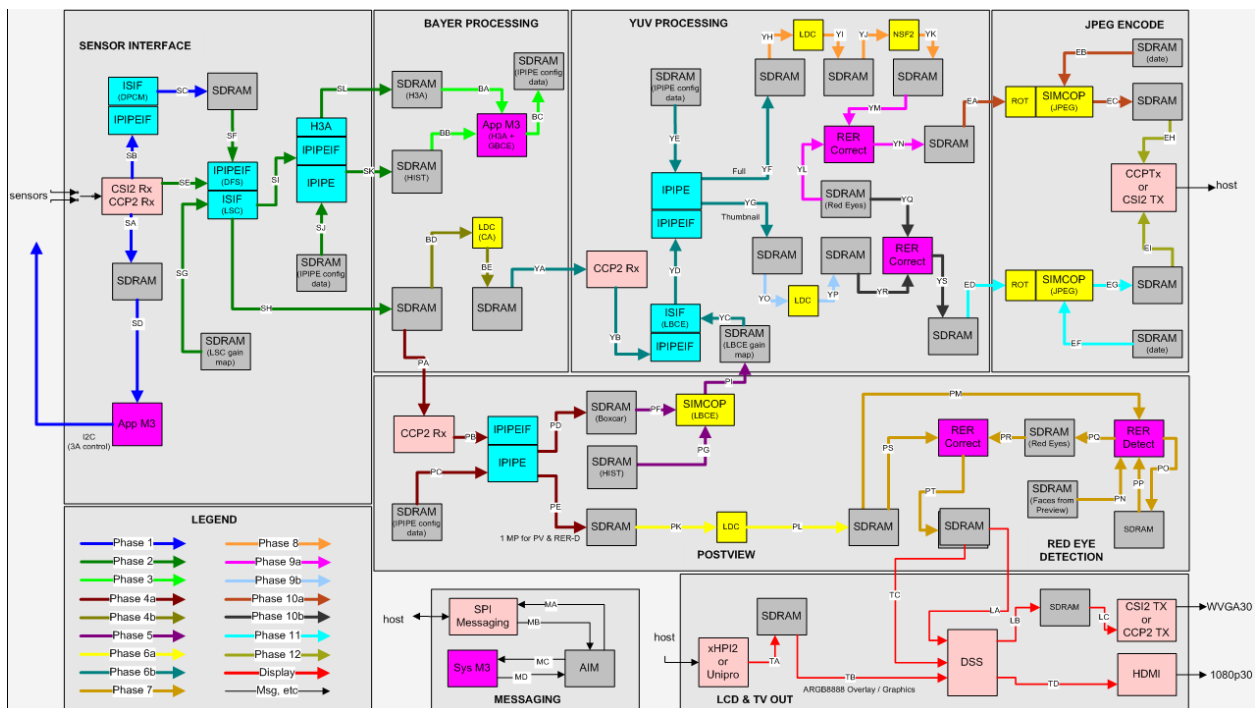 SENSOR INTERFACE
sensors
ISIF
(DPCM)
IPIPEIF
SC
SDRAM
SB
SF
CSI2 Rx
CCP2 Rx
SE
IPIPEIF
(DFS)
ISIF
(LSC)
SI
SL
H3A
IPIPEIF
IPIPE
SK
SJ
SDRAM
(IPIPE config
data)
SA
SG
SDRAM
SH
SD
SDRAM
(LSC gain
map)
App M3
I2C
(3A control)
BAYER PROCESSING
SDRAM
(H3A)
BA
SDRAM
(IPIPE config
data)
BB
App M3
(H3A +
GBCE)
BC
SDRAM
(HIST)
BD
LDC
(CA)
BE
SDRAM
SDRAM
PA
YUV PROCESSING
YA
CCP2 Rx
YB
SDRAM
(IPIPE config
data)
YE
IPIPE
IPIPEIF
Full
YF
YG
Thumbnail
YD
ISIF
(LBCE)
IPIPEIF
YC
SDRAM
(LBCE gain
map)
YH
LDC
YI
YJ
NSF2
YK
SDRAM
SDRAM
SDRAM
YM
RER
Correct
YN
SDRAM
YL
SDRAM
(Red Eyes)
YQ
SDRAM
SDRAM
RER
Correct
YO
LDC
YP
YR
YS
SDRAM
JPEG ENCODE
EA
EB
SDRAM
(date)
ROT
SIMCOP
(JPEG)
EC
SDRAM
EH
CCPTx
or
CSI2 TX
host
EI
ED
ROT
SIMCOP
(JPEG)
EG
SDRAM
EF
SDRAM
(date)
CCP2 Rx
PB
IPIPEIF
IPIPE
PC
SDRAM
(IPIPE config
data)
PD
SDRAM
(Boxcar)
PF
SIMCOP
(LBCE)
PI
PG
SDRAM
(HIST)
PE
SDRAM
1 MP for PV & RER-D
PK
LDC
PL
SDRAM
POSTVIEW
PM
PS
RER
Correct
PR
SDRAM
(Red Eyes)
PQ
RER
Detect
PT
PO
PP
PN
SDRAM
(Faces from
Preview)
SDRAM
SDRAM
RED EYE
DETECTION
LEGEND
Phase 1
Phase 2
Phase 3
Phase 4a
Phase 4b
Phase 5
Phase 6a
Phase 6b
Phase 7
Phase 8
Phase 9a
Phase 9b
Phase 10a
Phase 10b
Phase 11
Phase 12
Display
Msg, etc
host
SPI
Messaging
MA
MB
Sys M3
MC
MD
AIM
MESSAGING
host
xHPI2
or
Unipro
TA
SDRAM
TB
ARGB8888 Overlay / Graphics
TC
LA
LB
SDRAM
LC
CSI2 TX
or
CCP2 TX
WVGA30
DSS
TD
HDMI
1080p30
LCD & TV OUT